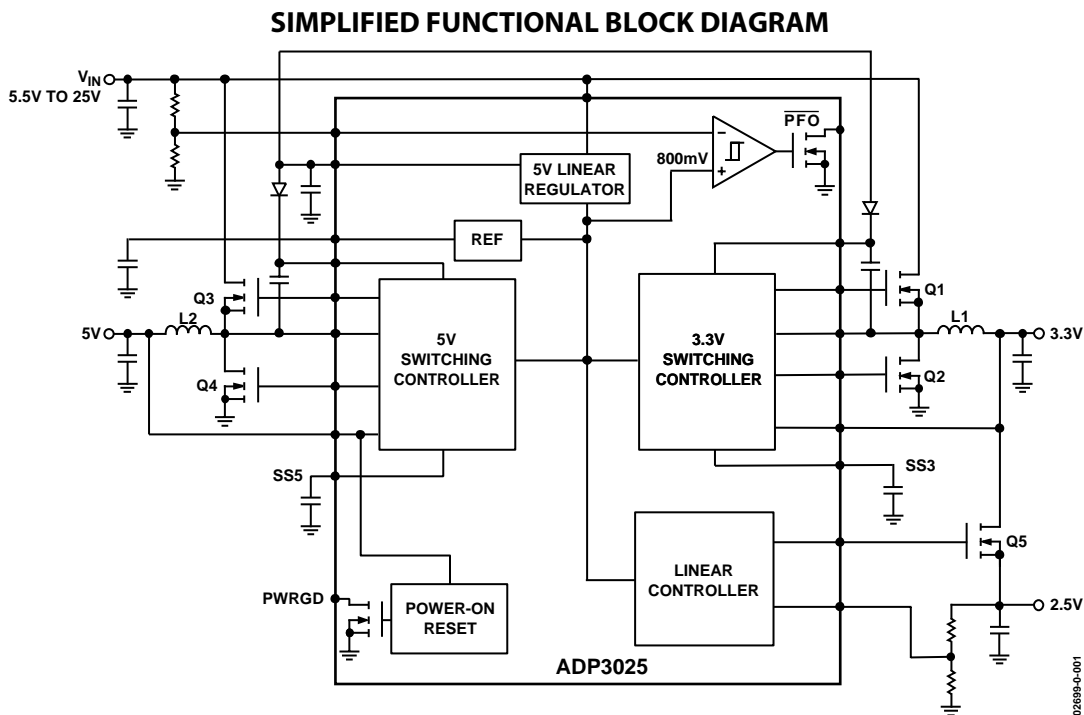 SIMPLIFIED FUNCTIONAL BLOCK DIAGRAM
VIN
5.5V TO 25V
PFO
–
800mV
+
5V LINEAR
REGULATOR
REF
Q3
Q1
5V
L2
5V
SWITCHING
CONTROLLER
3.3V
SWITCHING
CONTROLLER
L1
3.3V
Q4
Q2
SS5
SS3
LINEAR
CONTROLLER
Q5
PWRGD
POWER-ON
RESET
2.5V
ADP3025
02699-0-001